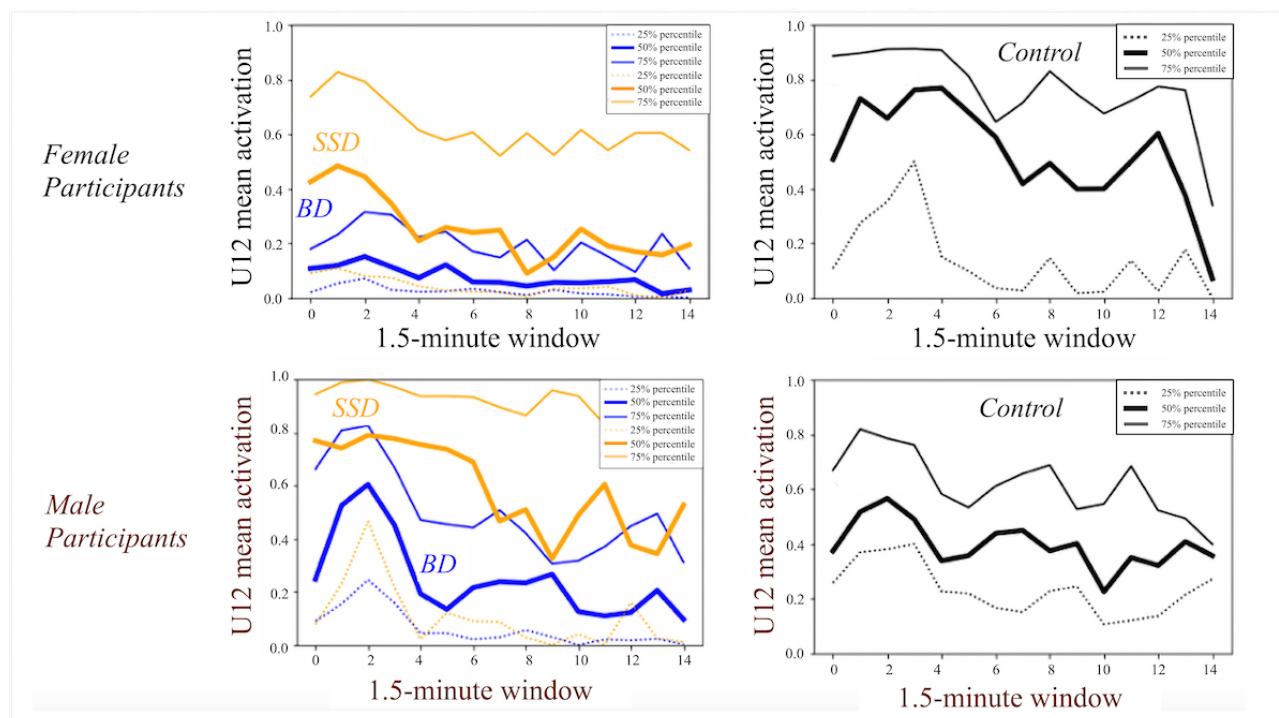 Female
Participants
U12 mean activation
1.0
0.8
0.6
0.4
0.2
0.0
SSD
BD
25% percentile
50% percentile
75% percentile
25% percentile
50% percentile
75% percentile
0 2 4 6 8 10 12 14
1.5-minute window
U12 mean activation
1.0
0.8
0.6
0.4
0.2
0.0
Control
25% percentile
50% percentile
75% percentile
0 2 4 6 8 10 12 14
1.5-minute window
Male
Participants
U12 mean activation
1.0
0.8
0.6
0.4
0.2
0.0
SSD
BD
25% percentile
50% percentile
75% percentile
25% percentile
50% percentile
75% percentile
0 2 4 6 8 10 12 14
1.5-minute window
U12 mean activation
1.0
0.8
0.6
0.4
0.2
0.0
Control
25% percentile
50% percentile
75% percentile
0 2 4 6 8 10 12 14
1.5-minute window